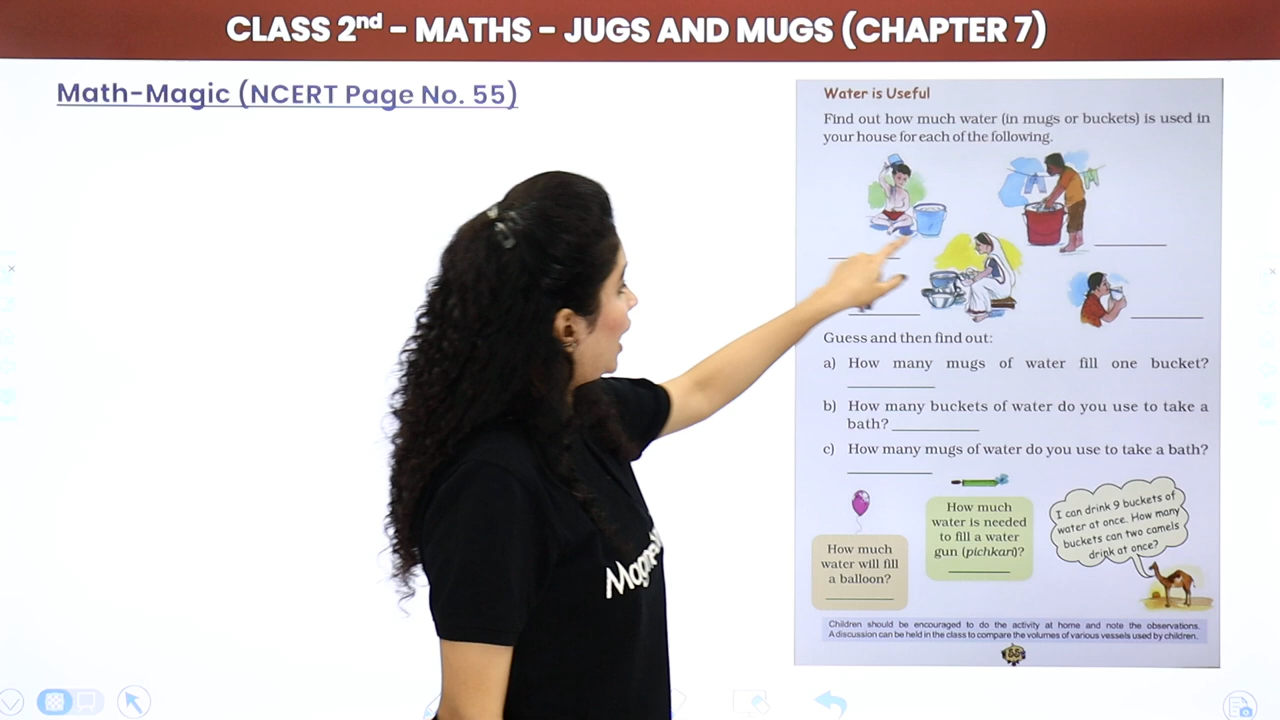 CLASS 2nd - MATHS - JUGS AND MUGS (CHAPTER 7)
Math-Magic (NCERT Page No. 55)
Water is Useful
Find out how much water (in mugs or buckets) is used in
your house for each of the following.
Guess and then find out:
a) How many mugs of water fill one bucket?
b) How many buckets of water do you use to take a
bath?
c) How many mugs of water do you use to take a bath?
How much
water will fill
a balloon?
How much
water is needed
to fill a water
gun (pichkari)?
I can drink 9 buckets of
water at once. How many
buckets can two camels
drink at once?
Children should be encouraged to do the activity at home and note the observations.
A discussion can be held in the class to compare the volumes of various vessels used by children.
55